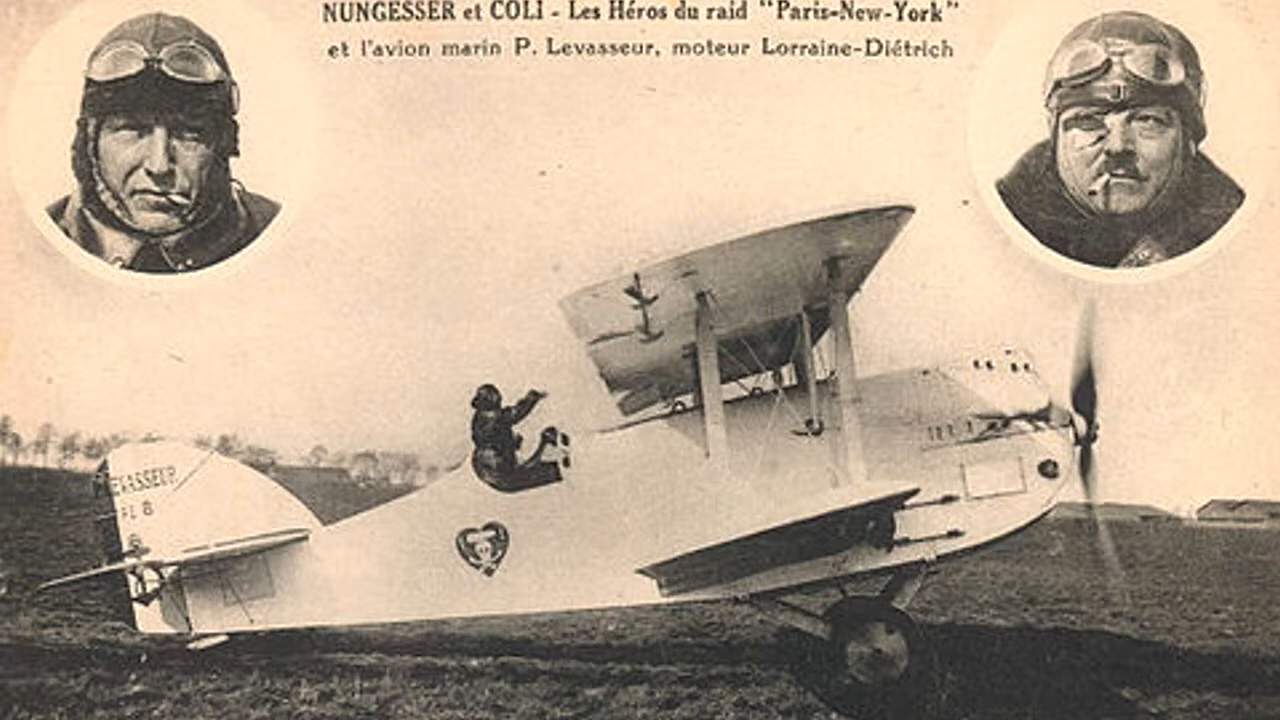 NUNGESSER et COLI - Les Héros du raid "Paris-New-York"
et l'avion marin P. Levasseur, moteur Lorraine-Diétrich
LEVASSEUR
PL 8